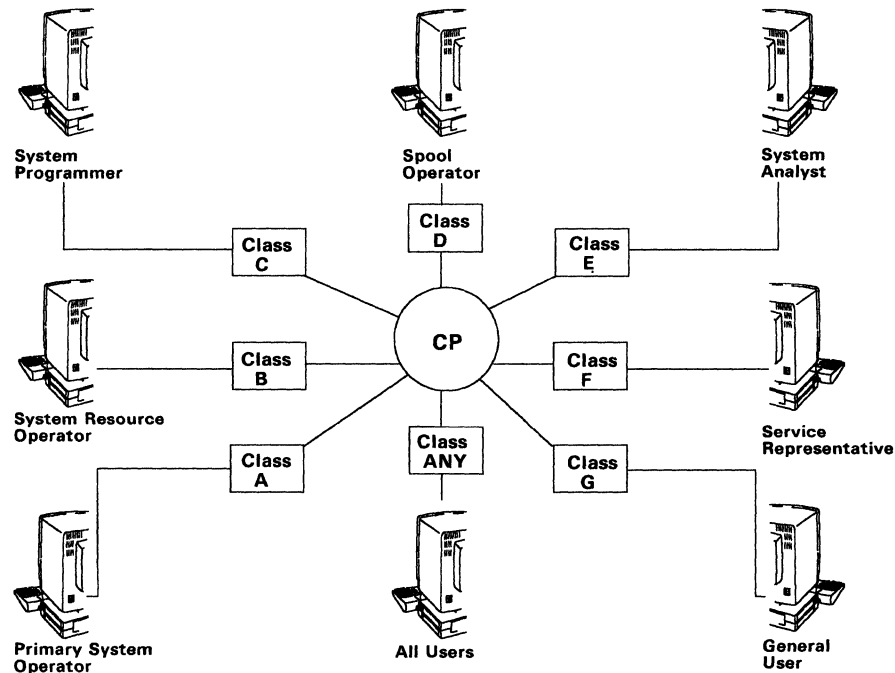 System
Programmer
Spool
Operator
System
Analyst
Class
C
Class
D
Class
E
CP
System Resource
Operator
Class
B
Class
F
Service
Representative
Class
A
Class
ANY
Class
G
Primary System
Operator
All Users
General
User